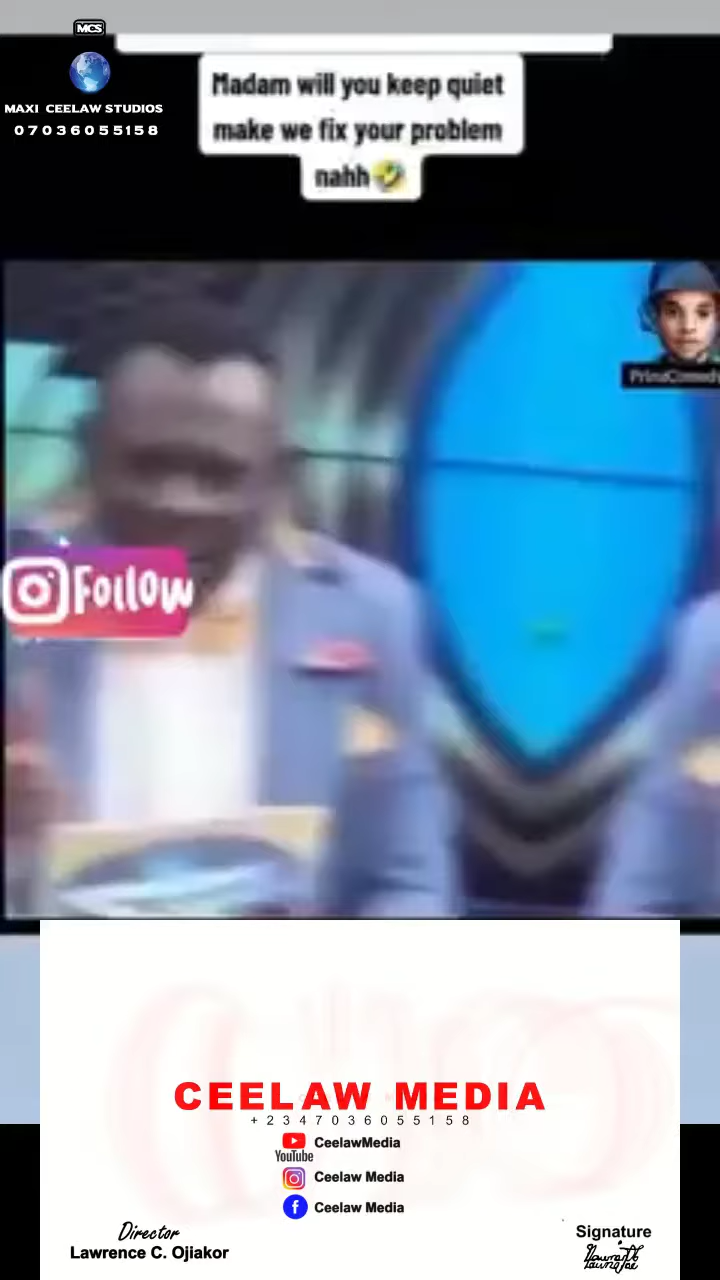 MCS
MAXI CEELAW STUDIOS
07036055158
Madam will you keep quiet
make we fix your problem
nahh🤣
PrinzComedy
Follow
CEELAW MEDIA
+2347036055158
CeelawMedia
YouTube
Ceelaw Media
Ceelaw Media
Director
Lawrence C. Ojiakor
Signature